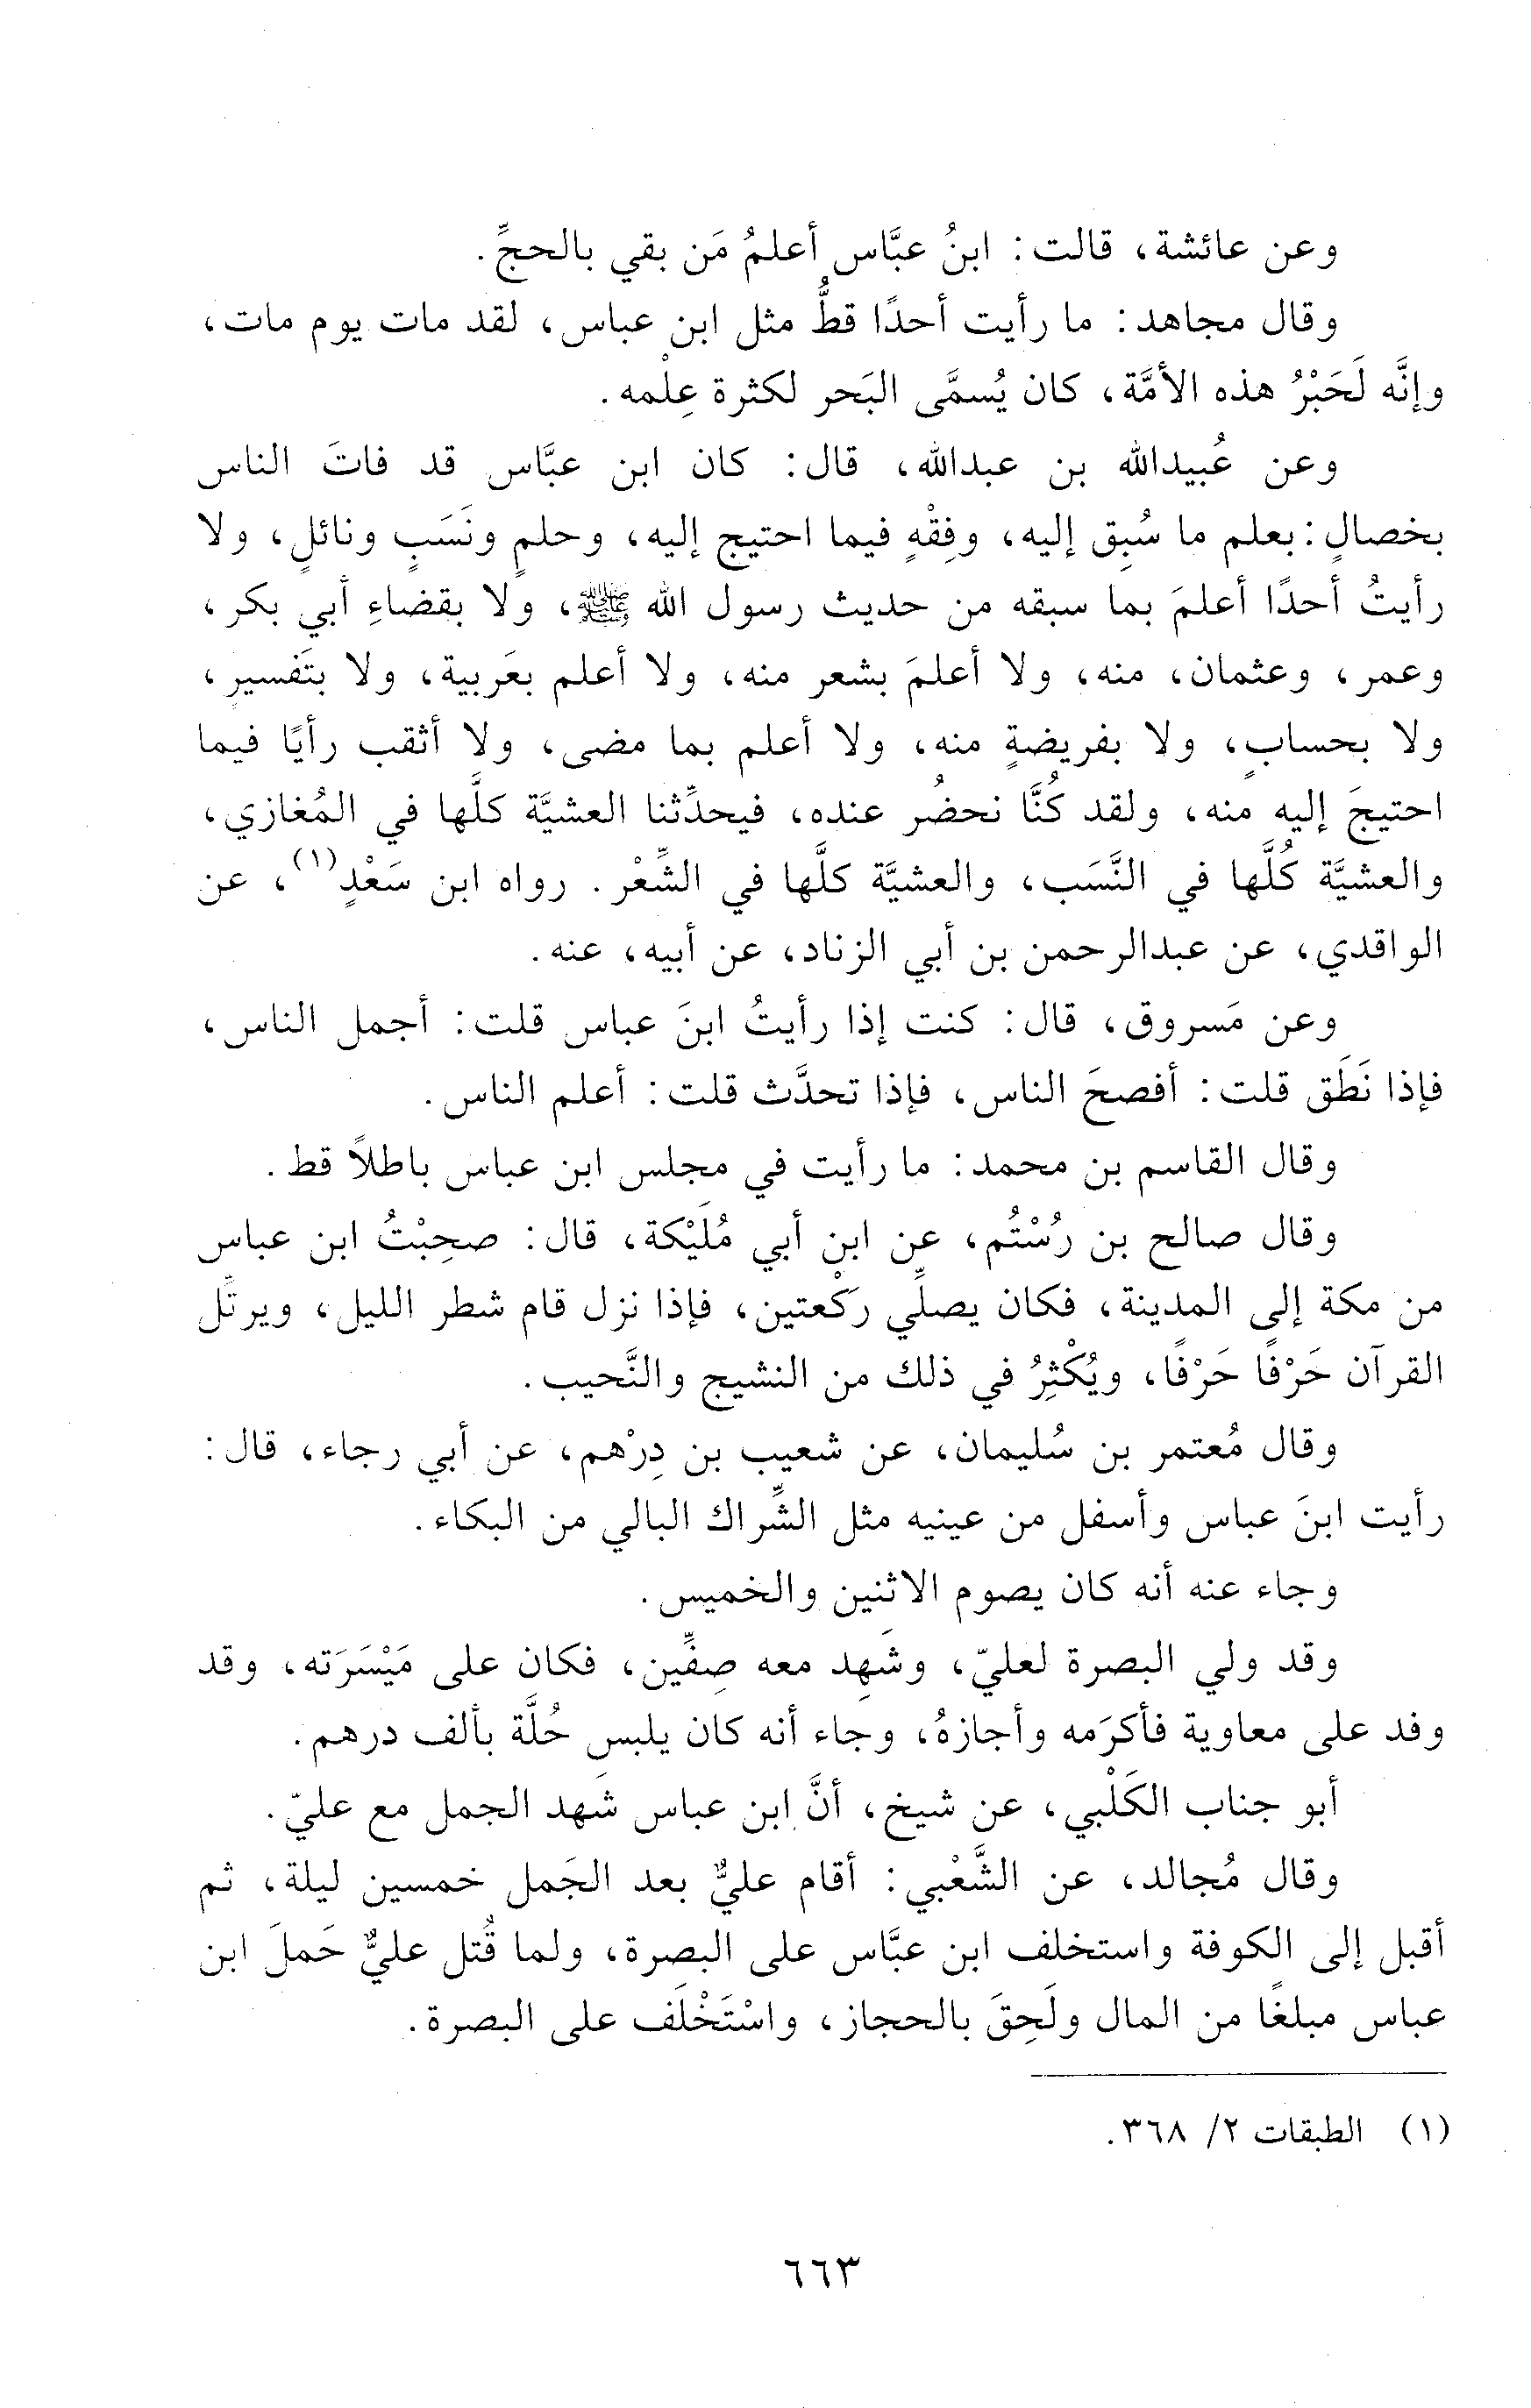 وعن عائشة، قالت: ابنُ عبَّاس أعلمُ مَن بقي بالحجِّ.
وقال مجاهد: ما رأيت أحدًا قطُّ مثل ابن عباس، لقد مات يوم مات،
وإنَّه لَحَبْرُ هذه الأمَّة، كان يُسمَّى البَحر لكثرة عِلْمه.
وعن عُبيدالله بن عبدالله، قال: كان ابن عبَّاس قد فاتَ الناس
بخصالٍ: بعلم ما سُبِق إليه، وفِقْهٍ فيما احتيج إليه، وحلمٍ ونَسَبٍ ونائلٍ، ولا
رأيتُ أحدًا أعلمَ بما سبقه من حديث رسول الله ﷺ، ولا بقضاءِ أبي بكر،
وعمر، وعثمان، منه، ولا أعلمَ بشعر منه، ولا أعلم بعَربية، ولا بتَفسيرٍ،
ولا بحسابٍ، ولا بفريضةٍ منه، ولا أعلم بما مضى، ولا أثقب رأيًا فيما
احتيجَ إليه منه، ولقد كُنَّا نحضُر عنده، فيحدِّثنا العشيَّة كلَّها في المُغازي،
والعشيَّة كُلَّها في النَّسَب، والعشيَّة كلَّها في الشِّعْر. رواه ابن سَعْدٍ(١)، عن
الواقدي، عن عبدالرحمن بن أبي الزناد، عن أبيه، عنه.
وعن مَسروق، قال: كنت إذا رأيتُ ابنَ عباس قلت: أجمل الناس،
فإذا نَطَق قلت: أفصحَ الناس، فإذا تحدَّث قلت: أعلم الناس.
وقال القاسم بن محمد: ما رأيت في مجلس ابن عباس باطلاً قط.
وقال صالح بن رُسْتُم، عن ابن أبي مُلَيْكة، قال: صحِبْتُ ابن عباس
من مكة إلى المدينة، فكان يصلِّي رَكْعتين، فإذا نزل قام شطر الليل، ويرتِّل
القرآن حَرْفًا حَرْفًا، ويُكْثِرُ في ذلك من النشيج والنَّحيب.
وقال مُعتمر بن سُليمان، عن شعيب بن دِرْهم، عن أبي رجاء، قال:
رأيت ابنَ عباس وأسفل من عينيه مثل الشِّراك البالي من البكاء.
وجاء عنه أنه كان يصوم الاثنين والخميس.
وقد ولي البصرة لعليّ، وشَهِد معه صِفِّين، فكان على مَيْسَرَته، وقد
وفد على معاوية فأكرَمه وأجازهُ، وجاء أنه كان يلبس حُلَّة بألف درهم.
أبو جناب الكَلْبي، عن شيخ، أنَّ ابن عباس شَهد الجمل مع عليّ.
وقال مُجالد، عن الشَّعْبي: أقام عليٌّ بعد الجَمل خمسين ليلة، ثم
أقبل إلى الكوفة واستخلف ابن عبَّاس على البصرة، ولما قُتل عليٌّ حَملَ ابن
عباس مبلغًا من المال ولَحِقَ بالحجاز، واسْتَخْلَف على البصرة.
(١) الطبقات ٢/ ٣٦٨.
٦٦٣